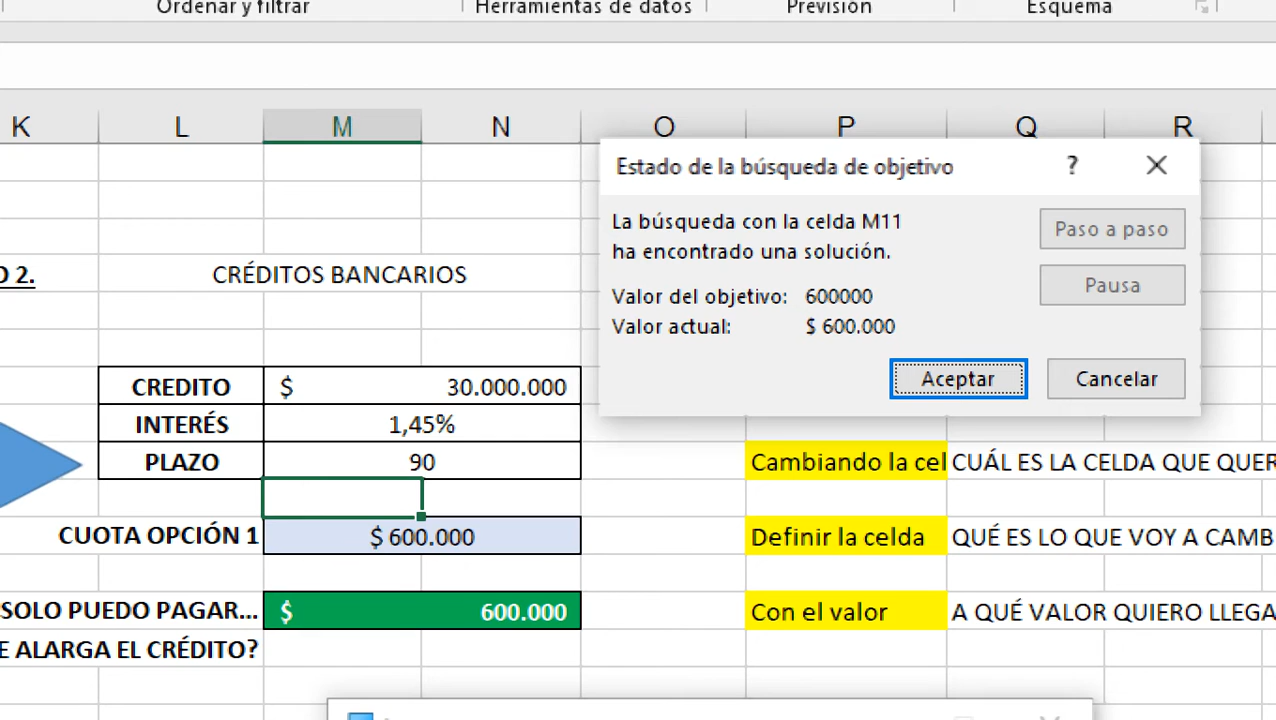 Ordenar y filtrar
Herramientas de datos
Previsión
Esquema
K L M N O P Q R
Estado de la búsqueda de objetivo ?
La búsqueda con la celda M11
ha encontrado una solución.
Paso a paso
Pausa
Valor del objetivo: 600000
Valor actual: $ 600.000
Aceptar
Cancelar
2.
CRÉDITOS BANCARIOS
CREDITO $ 30.000.000
INTERÉS 1,45%
PLAZO 90
CUOTA OPCIÓN 1 $ 600.000
SOLO PUEDO PAGAR... $ 600.000
E ALARGA EL CRÉDITO?
Cambiando la cel CUÁL ES LA CELDA QUE QUER
Definir la celda QUÉ ES LO QUE VOY A CAMB
Con el valor A QUÉ VALOR QUIERO LLEGA